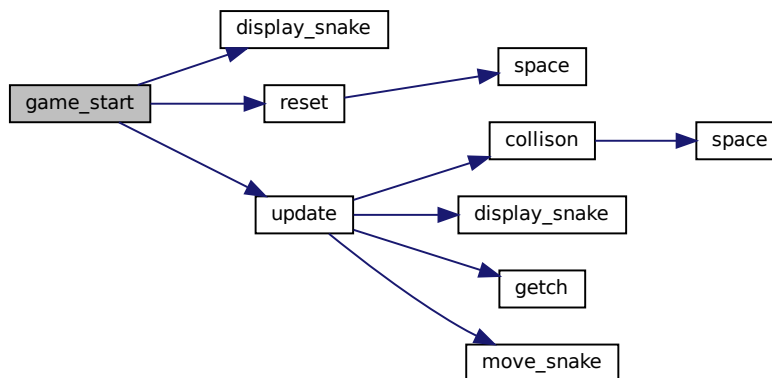 display_snake
game_start
reset
space
update
collison
space
display_snake
getch
move_snake